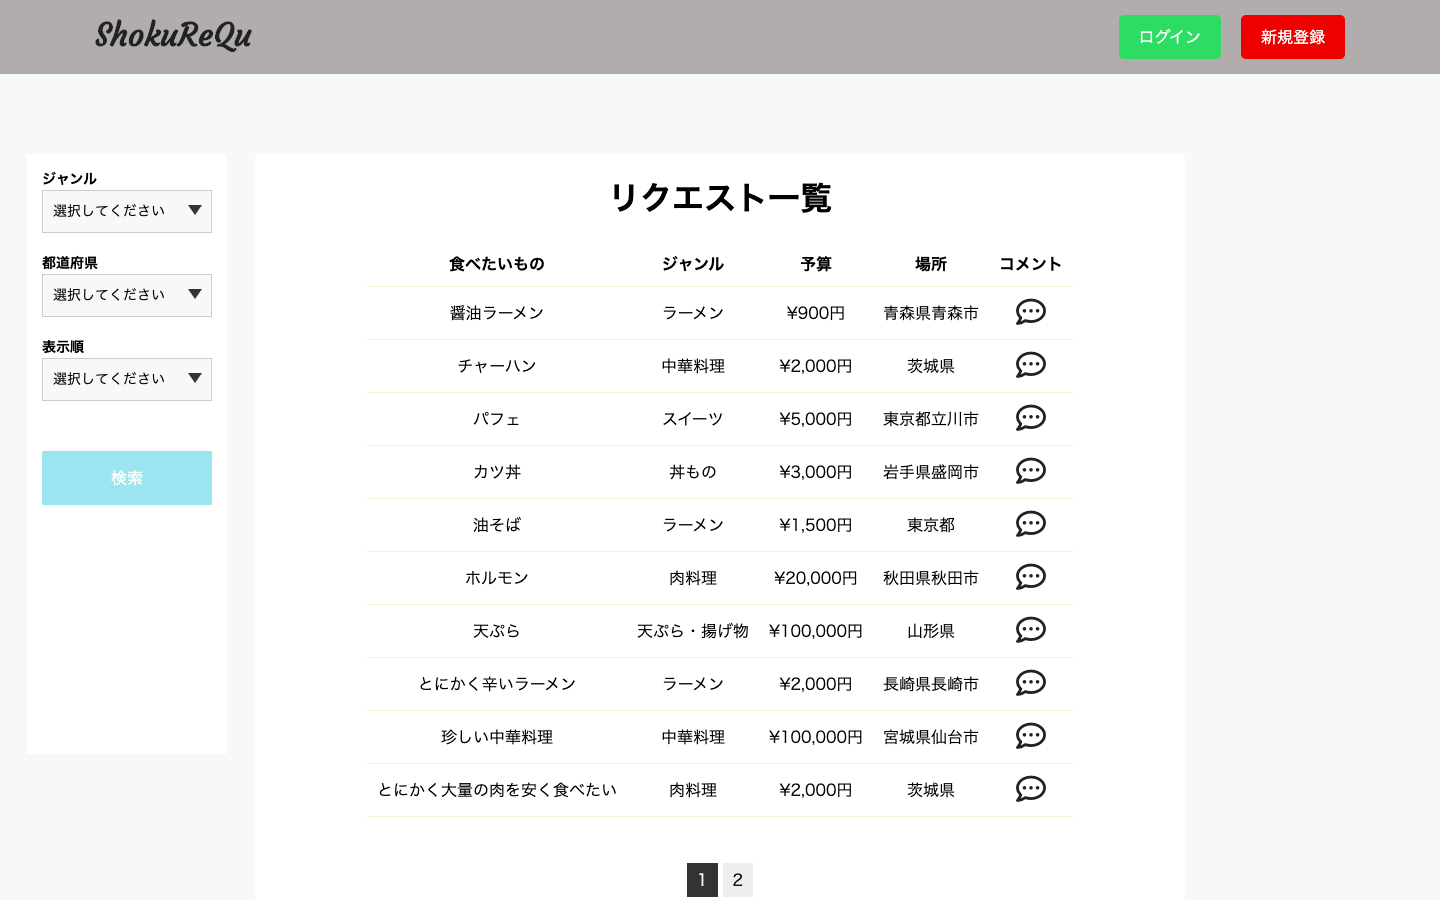 ShokuReQu
ログイン 新規登録
ジャンル
選択してください
都道府県
選択してください
表示順
選択してください
検索
リクエスト一覧
食べたいもの ジャンル 予算 場所 コメント
醤油ラーメン ラーメン ¥900円 青森県青森市
チャーハン 中華料理 ¥2,000円 茨城県
パフェ スイーツ ¥5,000円 東京都立川市
カツ丼 丼もの ¥3,000円 岩手県盛岡市
油そば ラーメン ¥1,500円 東京都
ホルモン 肉料理 ¥20,000円 秋田県秋田市
天ぷら 天ぷら・揚げ物 ¥100,000円 山形県
とにかく辛いラーメン ラーメン ¥2,000円 長崎県長崎市
珍しい中華料理 中華料理 ¥100,000円 宮城県仙台市
とにかく大量の肉を安く食べたい 肉料理 ¥2,000円 茨城県
1 2